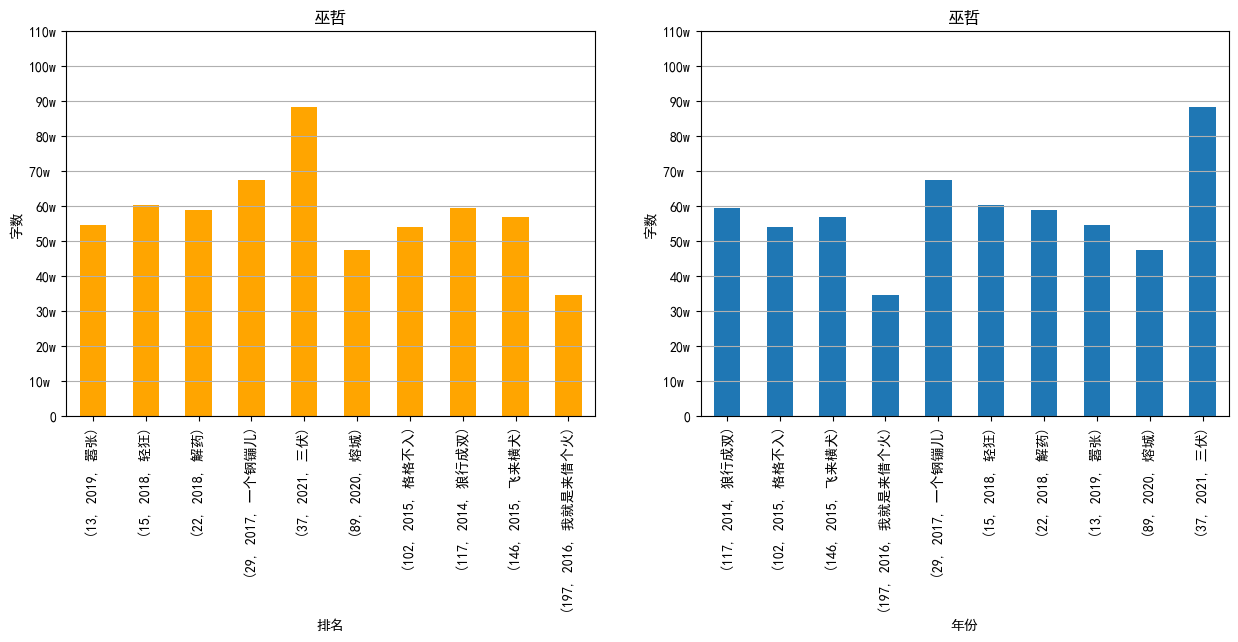 巫哲
110w
100w
90w
80w
70w
60w
50w
40w
30w
20w
10w
0
字数
(13, 2019, 嚣张)
(15, 2018, 轻狂)
(22, 2018, 解药)
(29, 2017, 一个钢镚儿)
(37, 2021, 三伏)
(89, 2020, 熔城)
(102, 2015, 格格不入)
(117, 2014, 狼行成双)
(146, 2015, 飞来横犬)
(197, 2016, 我就是来借个火)
排名
巫哲
110w
100w
90w
80w
70w
60w
50w
40w
30w
20w
10w
0
字数
(117, 2014, 狼行成双)
(102, 2015, 格格不入)
(146, 2015, 飞来横犬)
(197, 2016, 我就是来借个火)
(29, 2017, 一个钢镚儿)
(15, 2018, 轻狂)
(22, 2018, 解药)
(13, 2019, 嚣张)
(89, 2020, 熔城)
(37, 2021, 三伏)
年份